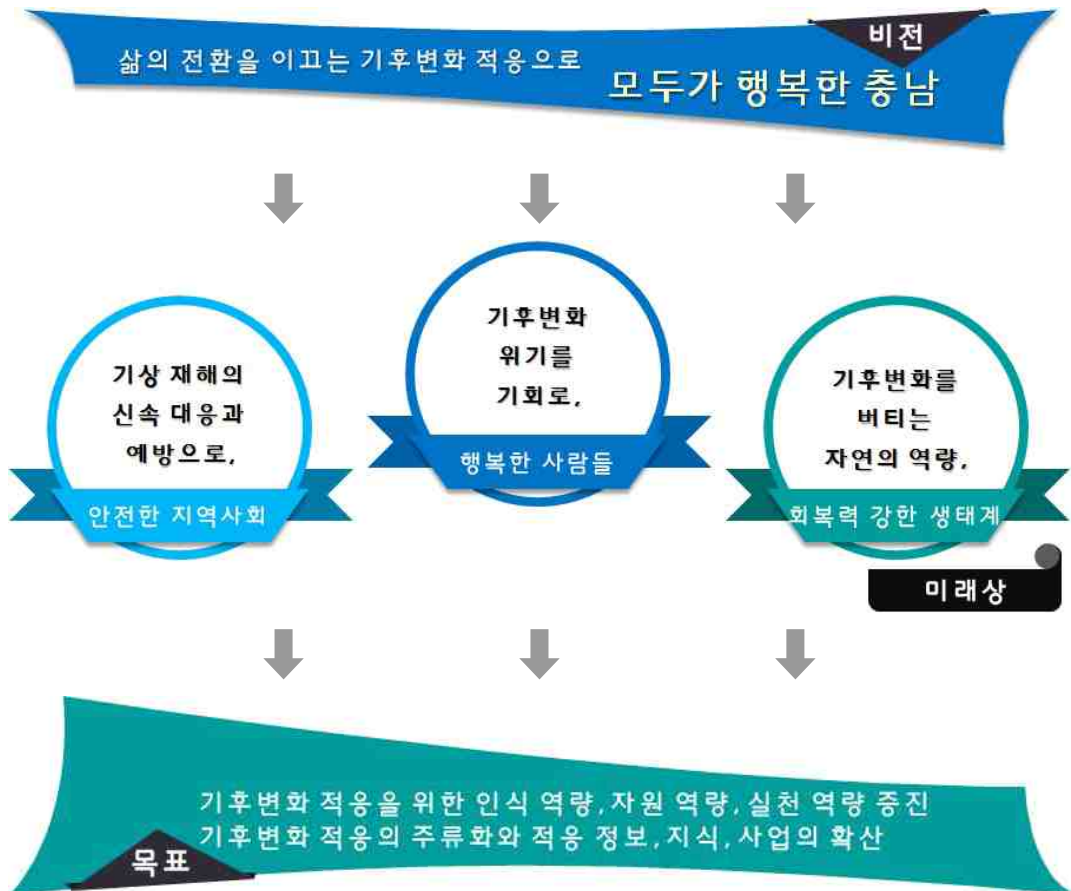 비전
삶의 전환을 이끄는 기후변화 적응으로
모두가 행복한 충남
기상 재해의
신속 대응과
예방으로,
안전한 지역사회
기후변화
위기를
기회로,
행복한 사람들
기후변화를
버티는
자연의 역량,
회복력 강한 생태계
미래상
기후변화 적응을 위한 인식 역량, 자원 역량, 실천 역량 증진
기후변화 적응의 주류화와 적응 정보, 지식, 사업의 확산
목표